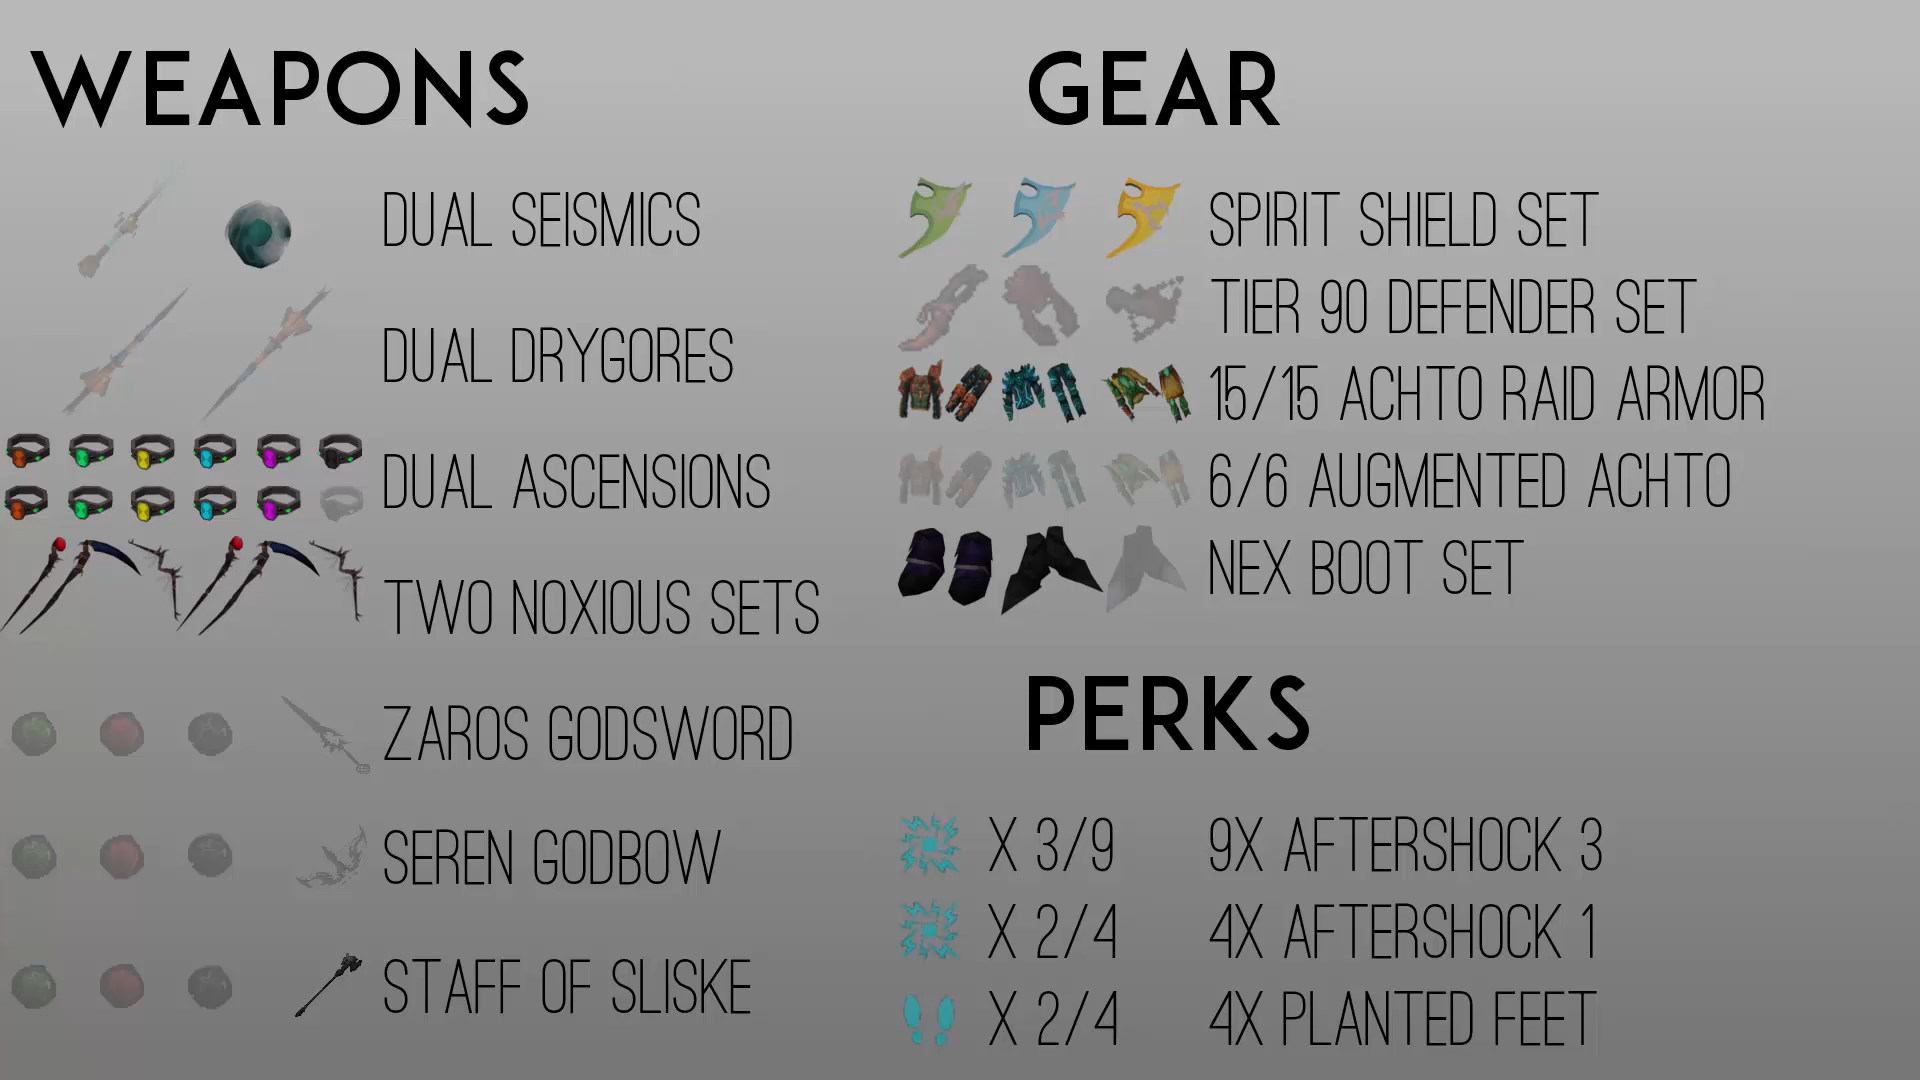 WEAPONS
DUAL SEISMICS
DUAL DRYGORES
DUAL ASCENSIONS
TWO NOXIOUS SETS
ZAROS GODSWORD
SEREN GODBOW
STAFF OF SLISKE
GEAR
SPIRIT SHIELD SET
TIER 90 DEFENDER SET
15/15 ACHTO RAID ARMOR
6/6 AUGMENTED ACHTO
NEX BOOT SET
PERKS
X 3/9 9X AFTERSHOCK 3
X 2/4 4X AFTERSHOCK 1
X 2/4 4X PLANTED FEET